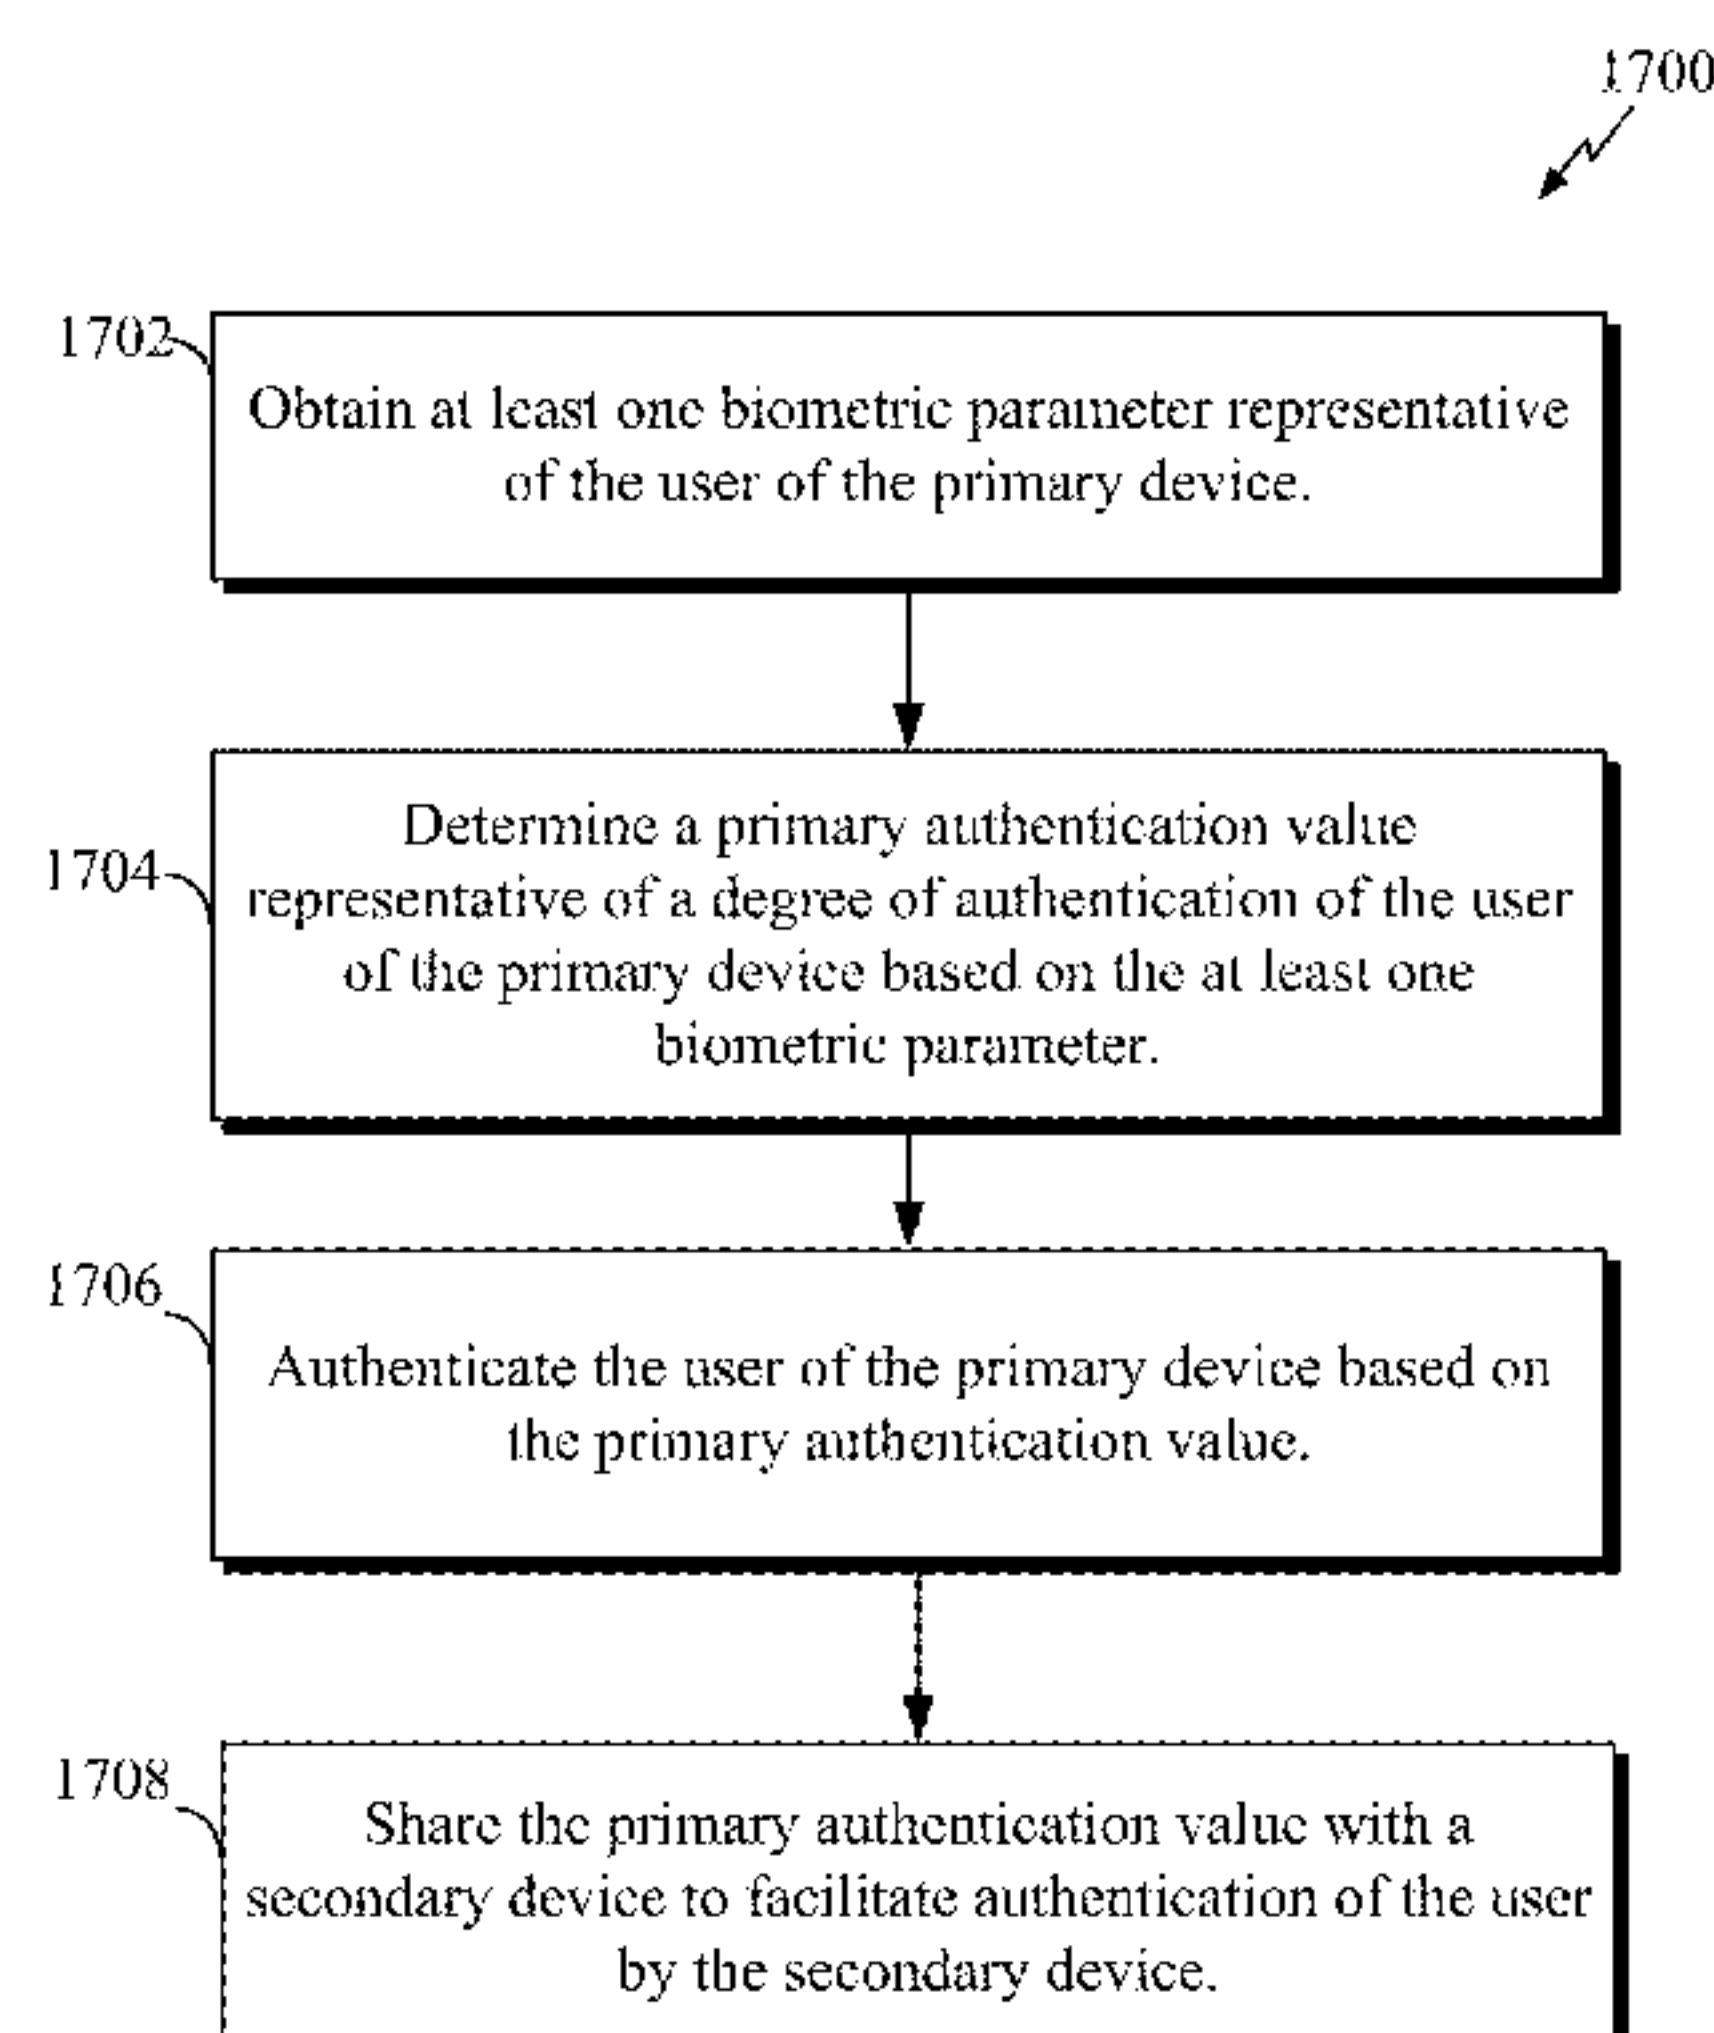 1700
1702
Obtain at least one biometric parameter representative
of the user of the primary device.
1704
Determine a primary authentication value
representative of a degree of authentication of the user
of the primary device based on the at least one
biometric parameter.
1706
Authenticate the user of the primary device based on
the primary authentication value.
1708
Share the primary authentication value with a
secondary device to facilitate authentication of the user
by the secondary device.